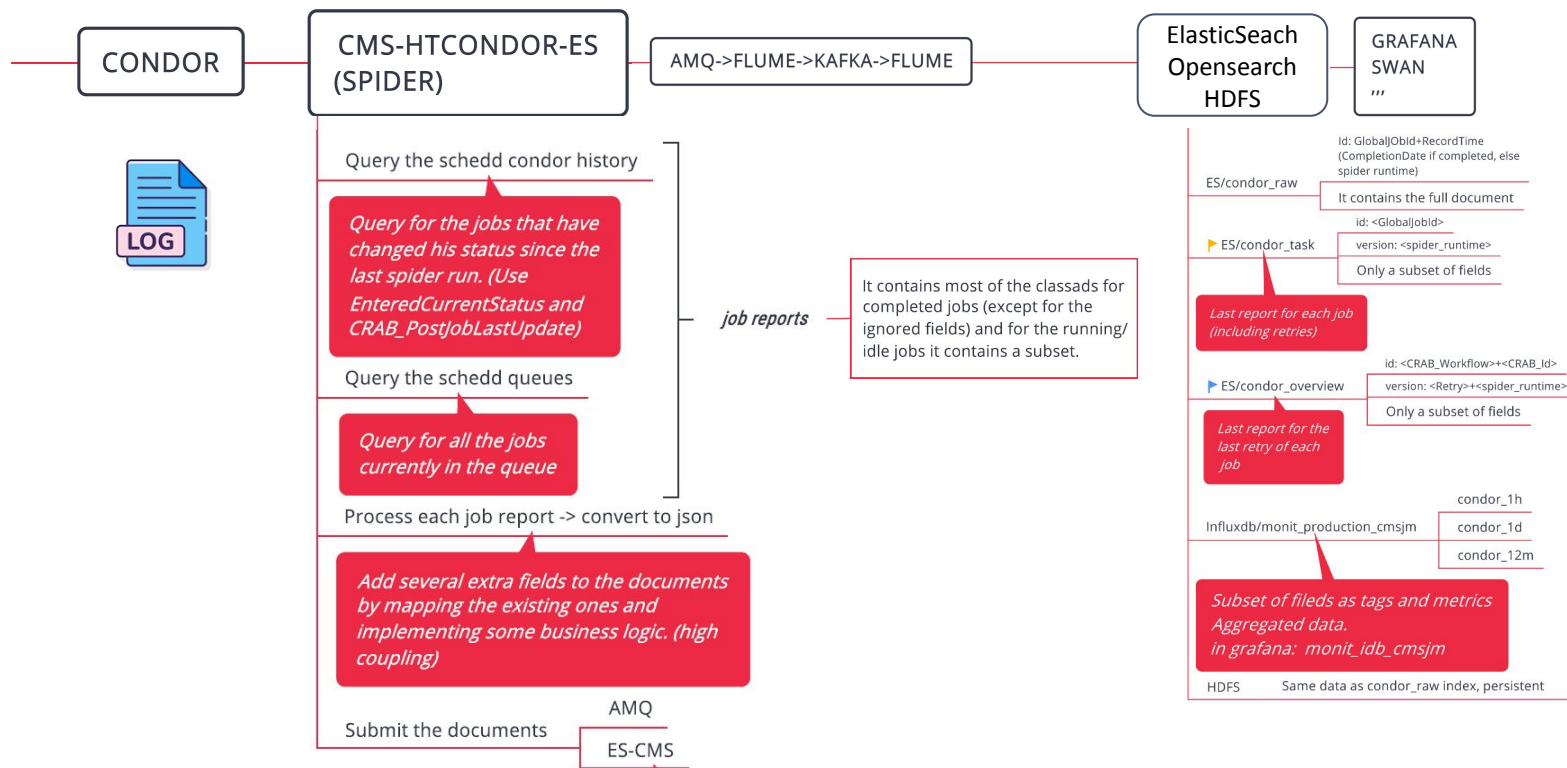 CONDOR
CMS-HTCONDOR-ES
(SPIDER)
AMQ->FLUME->KAFKA->FLUME
ElasticSeach
Opensearch
HDFS
GRAFANA
SWAN
,,,
LOG
Query the schedd condor history
Query for the jobs that have
changed his status since the
last spider run. (Use
EnteredCurrentStatus and
CRAB_PostJobLastUpdate)
Query the schedd queues
Query for all the jobs
currently in the queue
job reports
It contains most of the classads for
completed jobs (except for the
ignored fields) and for the running/
idle jobs it contains a subset.
Process each job report -> convert to json
Add several extra fields to the documents
by mapping the existing ones and
implementing some business logic. (high
coupling)
Submit the documents
AMQ
ES-CMS
ES/condor_raw
Id: GlobalJObId+RecordTime
(CompletionDate if completed, else
spider runtime)
It contains the full document
ES/condor_task
id: <GlobalJobId>
version: <spider_runtime>
Only a subset of fields
Last report for each job
(including retries)
ES/condor_overview
id: <CRAB_Workflow>+<CRAB_Id>
version: <Retry>+<spider_runtime>
Only a subset of fields
Last report for the
last retry of each
job
Influxdb/monit_production_cmsjm
condor_1h
condor_1d
condor_12m
Subset of fileds as tags and metrics
Aggregated data.
in grafana: monit_idb_cmsjm
HDFS
Same data as condor_raw index, persistent